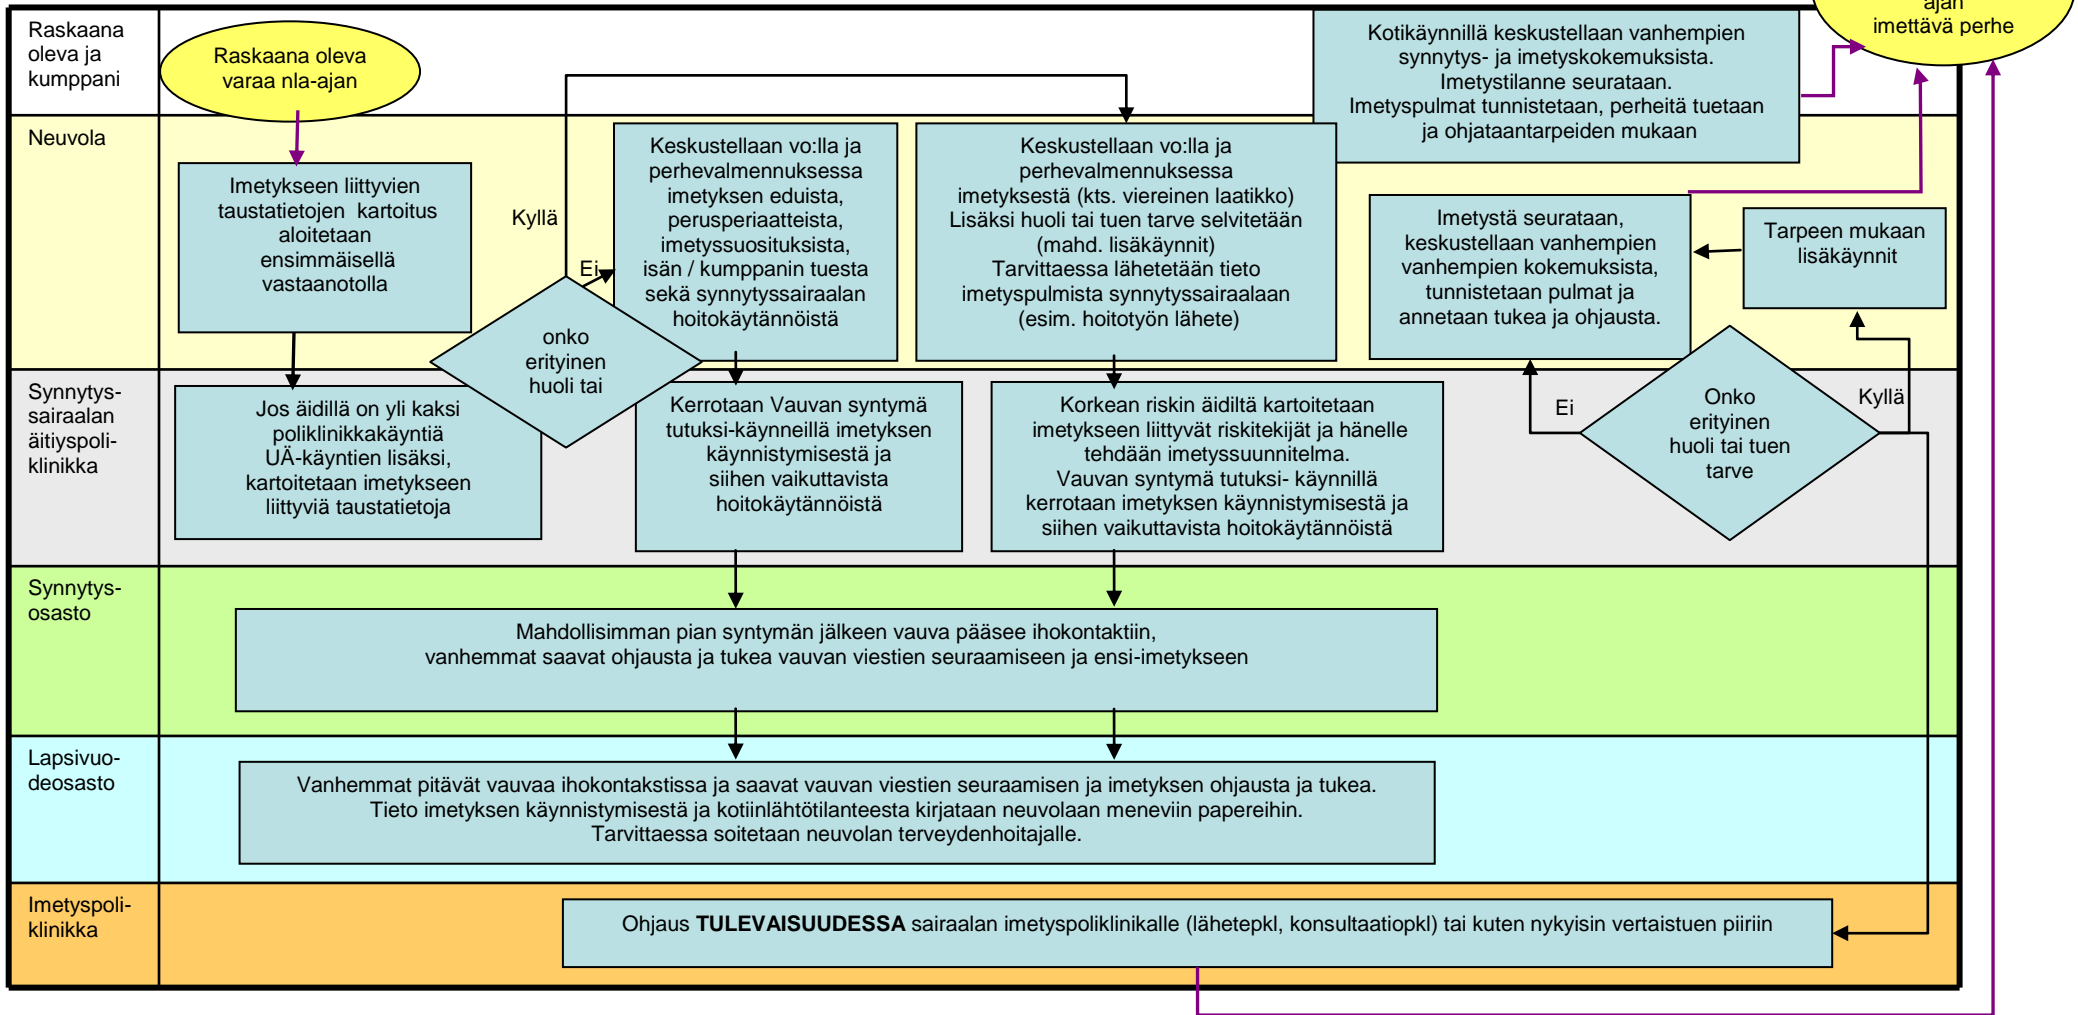 Raskaana
oleva ja
kumppani
Raskaana oleva
varaa nla-ajan
Kotikäynnillä keskustellaan vanhempien
synnytys- ja imetyskokemuksista.
Imetystilanne seurataan.
Imetyspulmat tunnistetaan, perheitä tuetaan
ja ohjataantarpeiden mukaan
ajan
imettävä perhe
Neuvola
Imetykseen liittyvien
taustatietojen kartoitus
aloitetaan
ensimmäisellä
vastaanotolla
Kyllä
Ei
onko
erityinen
huoli tai
Keskustellaan vo:lla ja
perhevalmennuksessa
imetyksen eduista,
perusperiaatteista,
imetyssuosituksista,
isän / kumppanin tuesta
sekä synnytyssairaalan
hoitokäytännöistä
Keskustellaan vo:lla ja
perhevalmennuksessa
imetyksestä (kts. viereinen laatikko)
Lisäksi huoli tai tuen tarve selvitetään
(mahd. lisäkäynnit)
Tarvittaessa lähetetään tieto
imetyspulmista synnytyssairaalaan
(esim. hoitotyön lähete)
Imetystä seurataan,
keskustellaan vanhempien
vanhempien kokemuksista,
tunnistetaan pulmat ja
annetaan tukea ja ohjausta.
Tarpeen mukaan
lisäkäynnit
Synnytys-
sairaalan
äitiyspoli-
klinikka
Jos äidillä on yli kaksi
poliklinikkakäyntiä
UÄ-käyntien lisäksi,
kartoitetaan imetykseen
liittyviä taustatietoja
Kerrotaan Vauvan syntymä
tutuksi-käynneillä imetyksen
käynnistymisestä ja
siihen vaikuttavista
hoitokäytännöistä
Korkean riskin äidiltä kartoitetaan
imetykseen liittyvät riskitekijät ja hänelle
tehdään imetyssuunnitelma.
Vauvan syntymä tutuksi- käynnillä
kerrotaan imetyksen käynnistymisestä ja
siihen vaikuttavista hoitokäytännöistä
Ei
Onko
erityinen
huoli tai tuen
tarve
Kyllä
Synnytys-
osasto
Mahdollisimman pian syntymän jälkeen vauva pääsee ihokontaktiin,
vanhemmat saavat ohjausta ja tukea vauvan viestien seuraamiseen ja ensi-imetykseen
Lapsivuo-
deosasto
Vanhemmat pitävät vauvaa ihokontakstissa ja saavat vauvan viestien seuraamisen ja imetyksen ohjausta ja tukea.
Tieto imetyksen käynnistymisestä ja kotiinlähtötilanteesta kirjataan neuvolaan meneviin papereihin.
Tarvittaessa soitetaan neuvolan terveydenhoitajalle.
Imetyspoli-
klinikka
Ohjaus TULEVAISUUDESSA sairaalan imetyspoliklinikalle (lähetepkl, konsultaatiopkl) tai kuten nykyisin vertaistuen piiriin